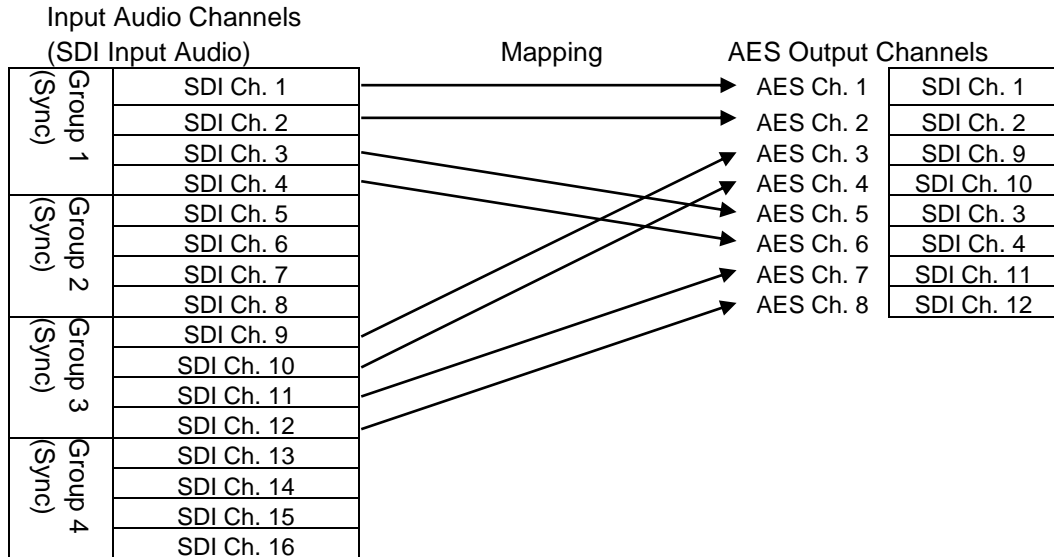 Input Audio Channels
(SDI Input Audio)
Mapping
AES Output Channels
Group 1
(Sync)
SDI Ch. 1
SDI Ch. 2
SDI Ch. 3
SDI Ch. 4
Group 2
(Sync)
SDI Ch. 5
SDI Ch. 6
SDI Ch. 7
SDI Ch. 8
Group 3
(Sync)
SDI Ch. 9
SDI Ch. 10
SDI Ch. 11
SDI Ch. 12
Group 4
(Sync)
SDI Ch. 13
SDI Ch. 14
SDI Ch. 15
SDI Ch. 16
AES Ch. 1 SDI Ch. 1
AES Ch. 2 SDI Ch. 2
AES Ch. 3 SDI Ch. 9
AES Ch. 4 SDI Ch. 10
AES Ch. 5 SDI Ch. 3
AES Ch. 6 SDI Ch. 4
AES Ch. 7 SDI Ch. 11
AES Ch. 8 SDI Ch. 12